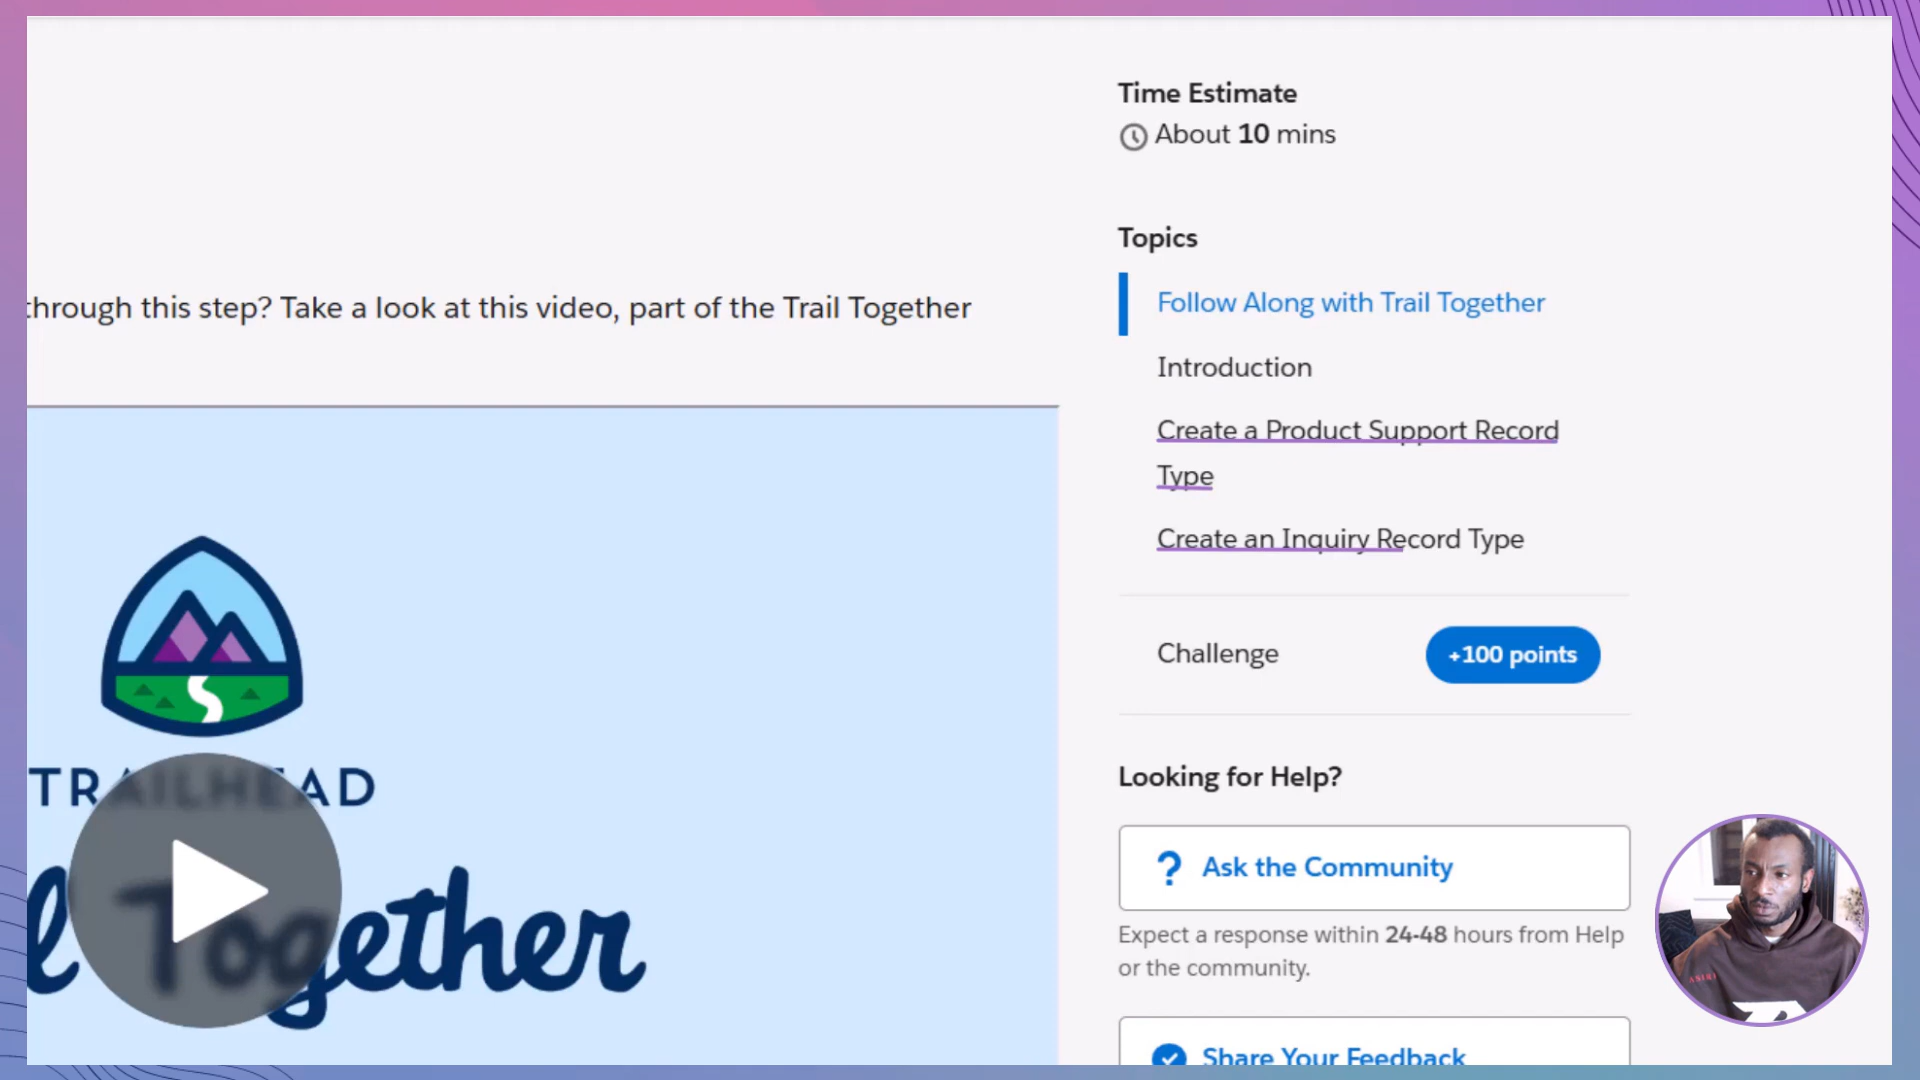 Time Estimate
About 10 mins
Topics
through this step? Take a look at this video, part of the Trail Together
Follow Along with Trail Together
Introduction
Create a Product Support Record
Type
Create an Inquiry Record Type
Challenge
+100 points
TRAILHEAD
l Together
Looking for Help?
? Ask the Community
Expect a response within 24-48 hours from Help
or the community.
Share Your Feedback